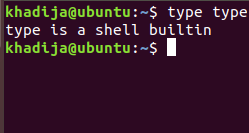 khadija@ubuntu:~$ type type
type is a shell builtin
khadija@ubuntu:~$